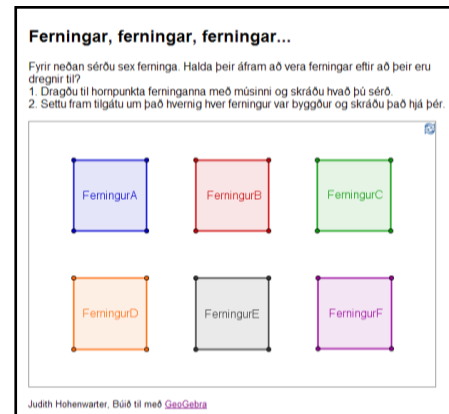 Ferningar, ferningar, ferningar...
Fyrir neðan sérðu sex ferninga. Halda þeir áfram að vera ferningar eftir að þeir eru
dregnir til?
1. Dragðu til hornpunkta ferninganna með músinni og skráðu hvað þú sérð.
2. Settu fram tilgátu um það hvernig hver ferningur var byggður og skráðu það hjá þér.
FerningurA FerningurB FerningurC
FerningurD FerningurE FerningurF
Judith Hohenwarter, Búið til með GeoGebra